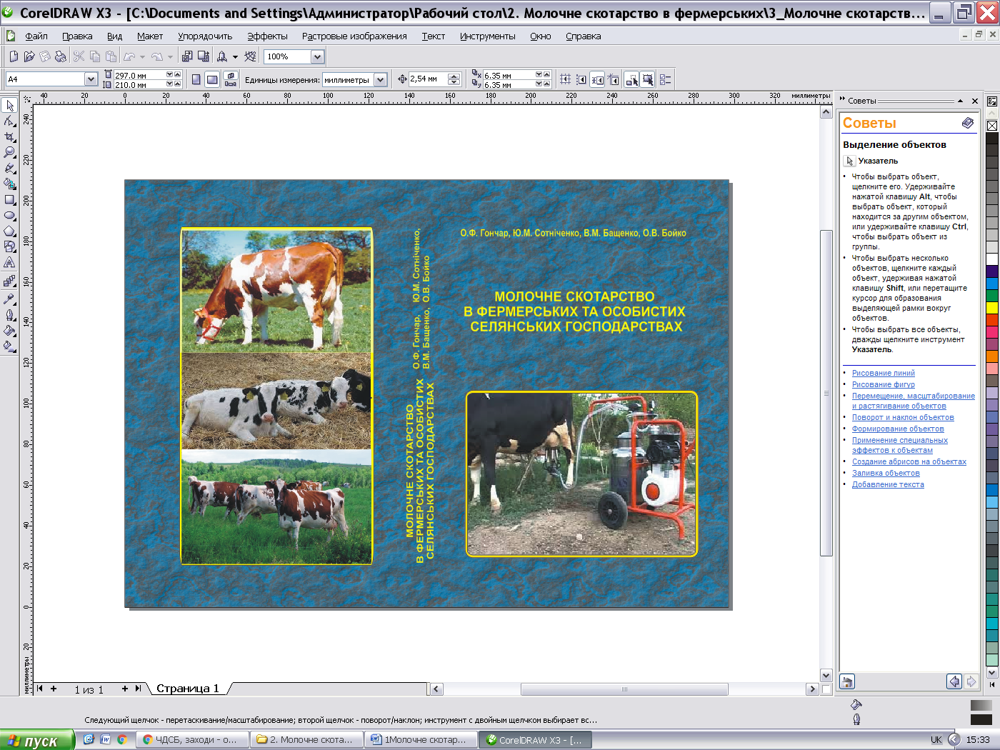 CorelDRAW X3 - [C:\Documents and Settings\Администратор\Рабочий стол\2. Молочне скотарство в фермерських\3_Молочне скотарств...
Файл Правка Вид Макет Упорядочить Эффекты Растровые изображения Текст Инструменты Окно Справка
100%
A4
297.0 мм
210.0 мм
Единицы измерения: миллиметры
2,54 мм
6.35 мм
6.35 мм
40 20 0 20 40 60 80 100 120 140 160 180 200 220 240 260 280 300 320 миллиметры
240
220
200
180
160
140
120
100
80
60
40
20
0
20
миллиметры
О.Ф. Гончар, Ю.М. Сотніченко,
В.М. Бащенко, О.В. Бойко
МОЛОЧНЕ СКОТАРСТВО
В ФЕРМЕРСЬКИХ ТА ОСОБИСТИХ
СЕЛЯНСЬКИХ ГОСПОДАРСТВАХ
О.Ф. Гончар, Ю.М. Сотніченко, В.М. Бащенко, О.В. Бойко
МОЛОЧНЕ СКОТАРСТВО
В ФЕРМЕРСЬКИХ ТА ОСОБИСТИХ
СЕЛЯНСЬКИХ ГОСПОДАРСТВАХ
Советы
Советы
Выделение объектов
Указатель
• Чтобы выбрать объект,
щелкните его. Удерживайте
нажатой клавишу Alt, чтобы
выбрать объект, который
находится за другим объектом,
или удерживайте клавишу Ctrl,
чтобы выбрать объект из
группы.
• Чтобы выбрать несколько
объектов, щелкните каждый
объект, удерживая нажатой
клавишу Shift, или перетащите
курсор для образования
выделяющей рамки вокруг
объектов.
• Чтобы выбрать все объекты,
дважды щелкните инструмент
Указатель.
• Рисование линий
• Рисование фигур
• Перемещение, масштабирование
и растягивание объектов
• Поворот и наклон объектов
• Формирование объектов
• Применение специальных
эффектов к объектам
• Создание абрисов на объектах
• Заливка объектов
• Добавление текста
1 из 1
Страница 1
Следующий щелчок - перетаскивание/масштабирование; второй щелчок - поворот/наклон; инструмент с двойным щелчком выбирает вс...
пуск
ЧДСБ, заходи - о...
2. Молочне скота...
1Молочне скотар...
CorelDRAW X3 - [...
UK
15:33